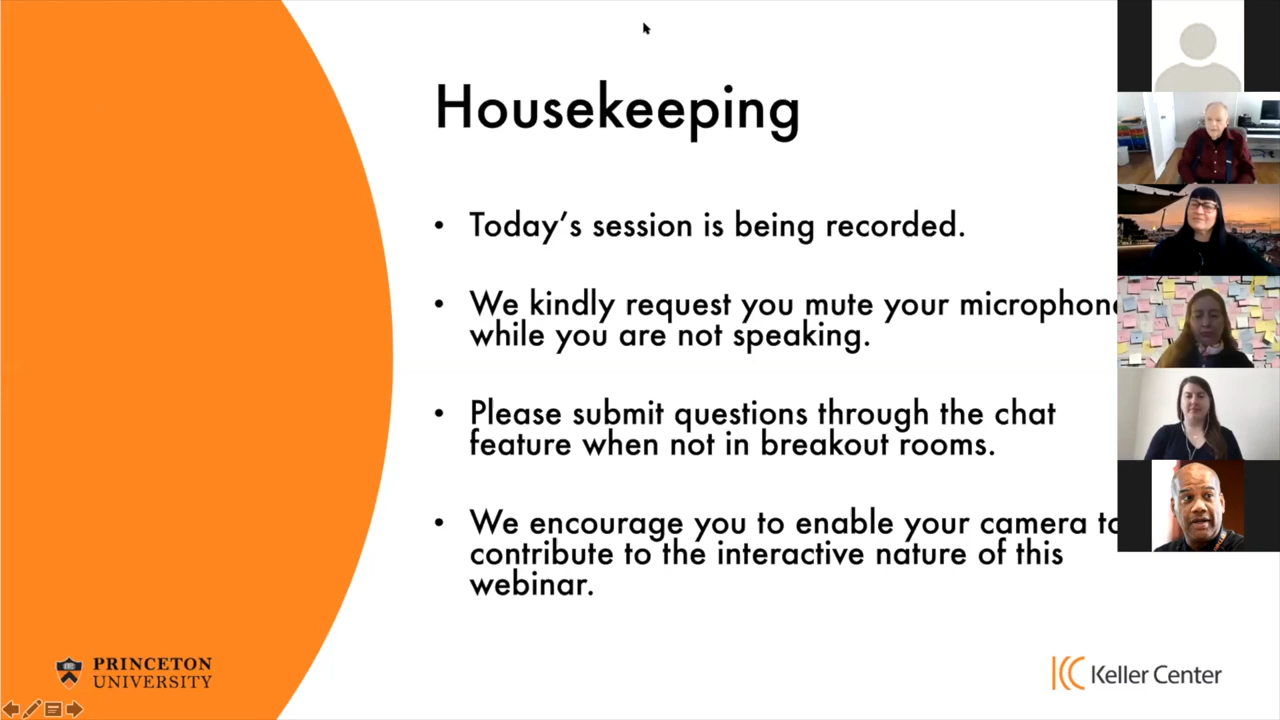 Housekeeping
• Today's session is being recorded.
• We kindly request you mute your microphone
while you are not speaking.
• Please submit questions through the chat
feature when not in breakout rooms.
• We encourage you to enable your camera to
contribute to the interactive nature of this
webinar.
PRINCETON
UNIVERSITY
Keller Center